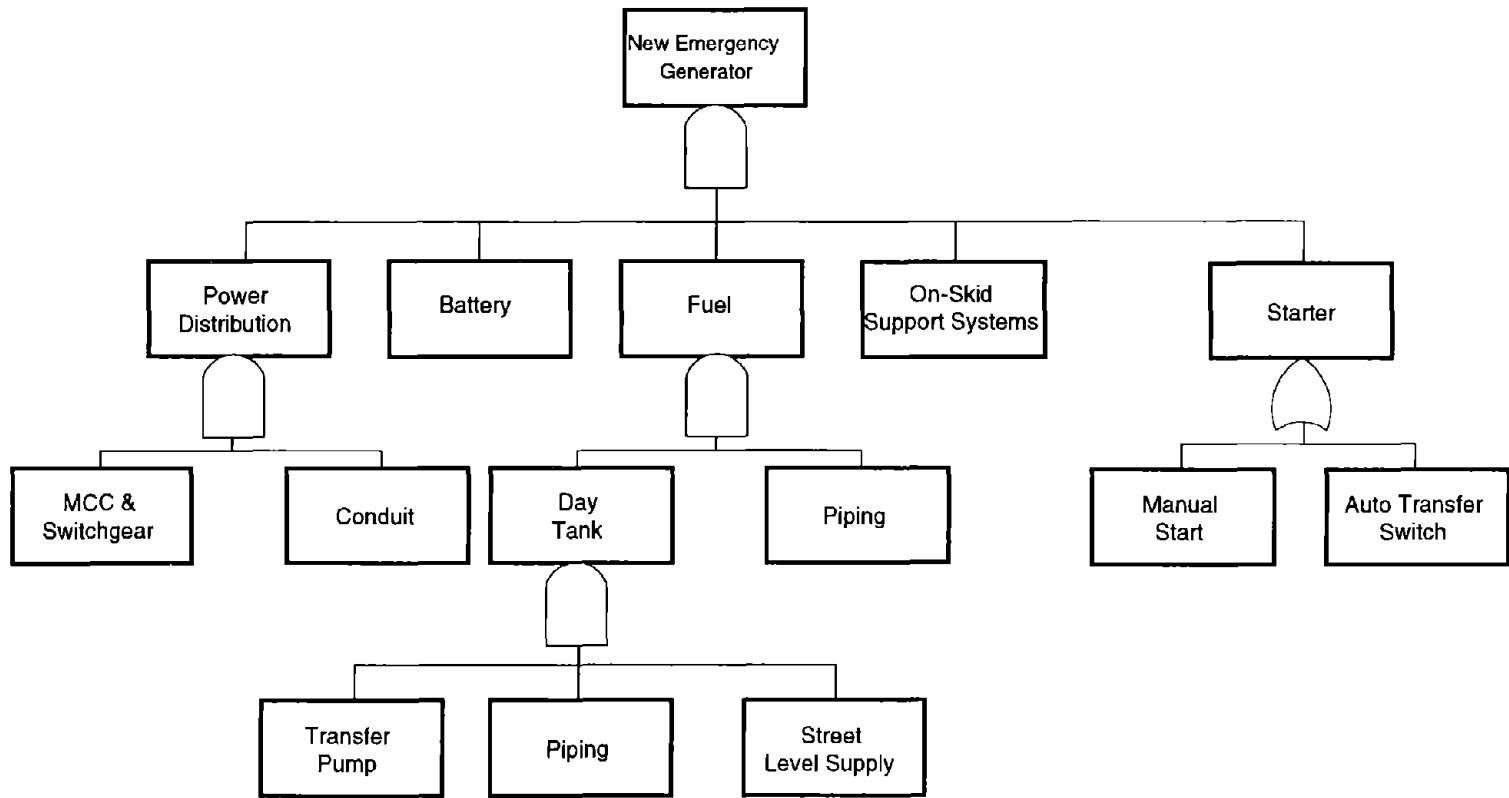 New Emergency
Generator
Power
Distribution
Battery
Fuel
On-Skid
Support Systems
Starter
MCC &
Switchgear
Conduit
Day
Tank
Piping
Manual
Start
Auto Transfer
Switch
Transfer
Pump
Piping
Street
Level Supply